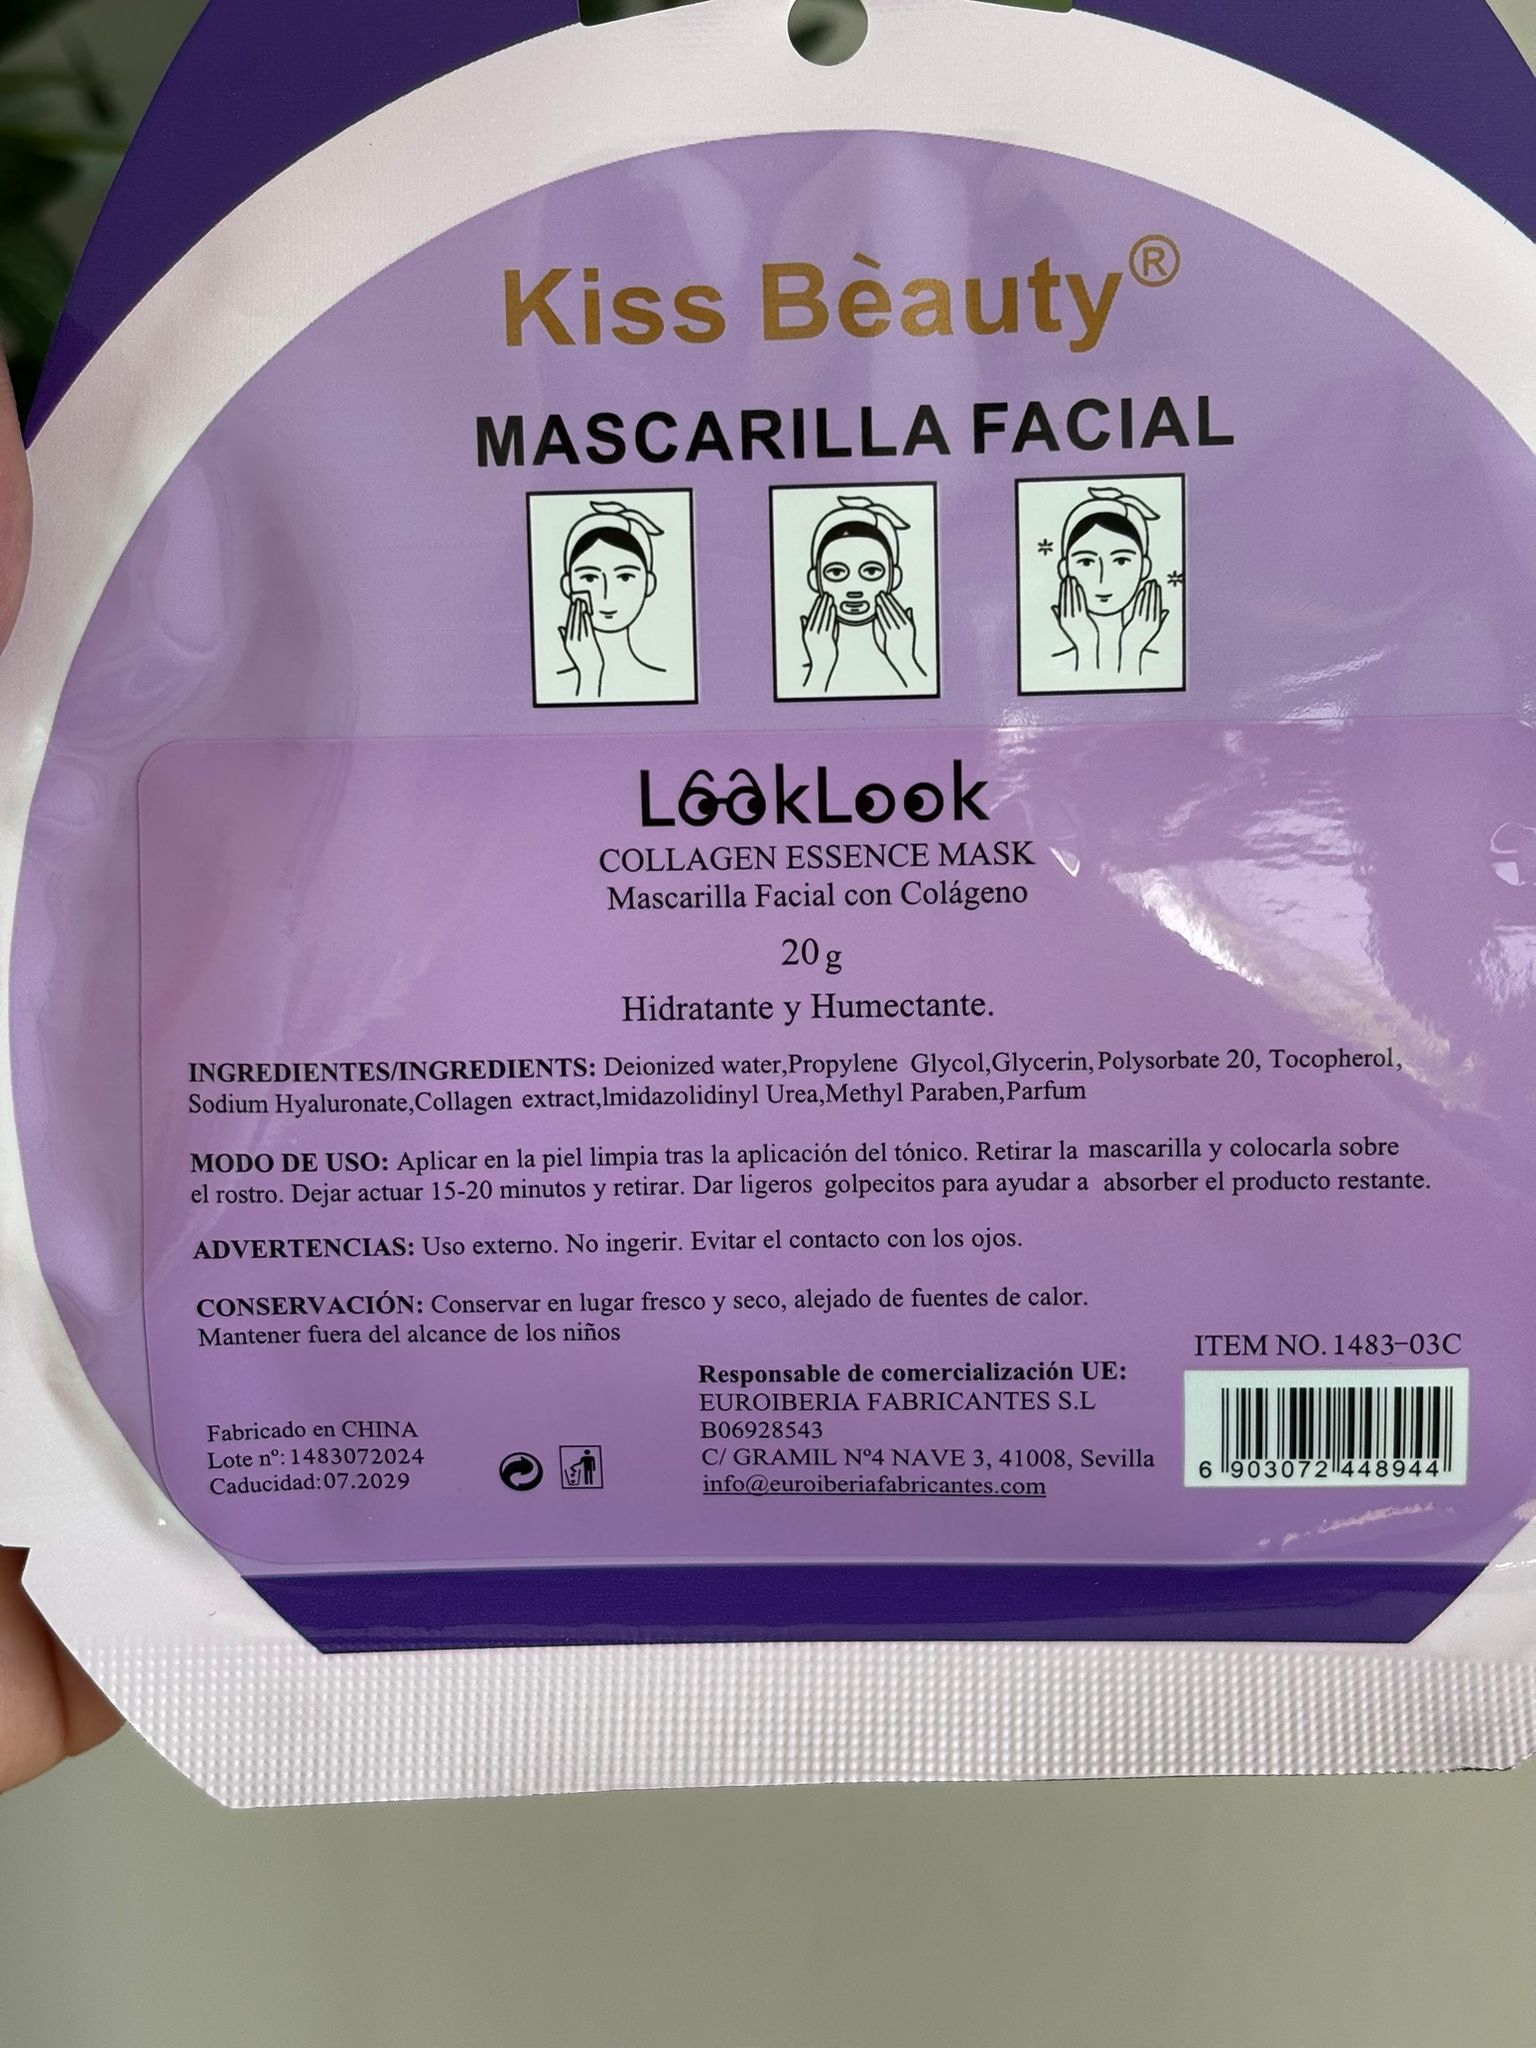 Kiss Bèauty®
MASCARILLA FACIAL
LookLook
COLLAGEN ESSENCE MASK
Mascarilla Facial con Colágeno
20 g
Hidratante y Humectante.
INGREDIENTES/INGREDIENTS: Deionized water,Propylene Glycol,Glycerin,Polysorbate 20, Tocopherol,
Sodium Hyaluronate,Collagen extract,lmidazolidinyl Urea,Methyl Paraben,Parfum
MODO DE USO: Aplicar en la piel limpia tras la aplicación del tónico. Retirar la mascarilla y colocarla sobre
el rostro. Dejar actuar 15-20 minutos y retirar. Dar ligeros golpecitos para ayudar a absorber el producto restante.
ADVERTENCIAS: Uso externo. No ingerir. Evitar el contacto con los ojos.
CONSERVACIÓN: Conservar en lugar fresco y seco, alejado de fuentes de calor.
Mantener fuera del alcance de los niños
Fabricado en CHINA
Lote nº: 1483072024
Caducidad:07.2029
Responsable de comercialización UE:
EUROIBERIA FABRICANTES S.L
B06928543
C/ GRAMIL Nº4 NAVE 3, 41008, Sevilla
info@euroiberiafabricantes.com
ITEM NO. 1483-03C
6 903072 448944